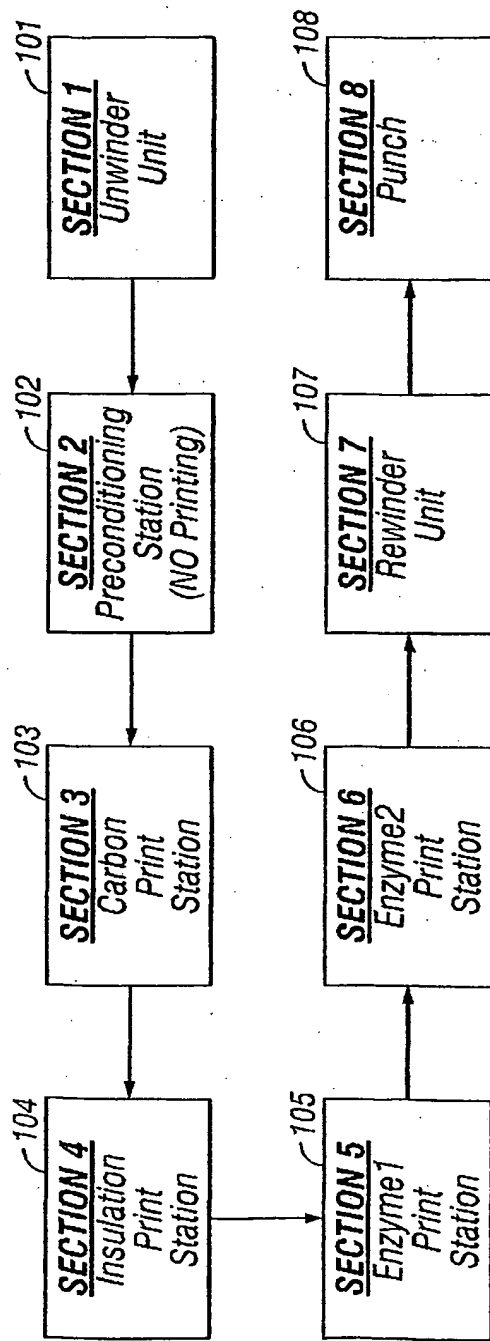 101
SECTION 1
Unwinder
Unit
102
SECTION 2
Preconditioning
Station
(NO Printing)
103
SECTION 3
Carbon
Print
Station
104
SECTION 4
Insulation
Print
Station
105
SECTION 5
Enzyme1
Print
Station
106
SECTION 6
Enzyme2
Print
Station
107
SECTION 7
Rewinder
Unit
108
SECTION 8
Punch